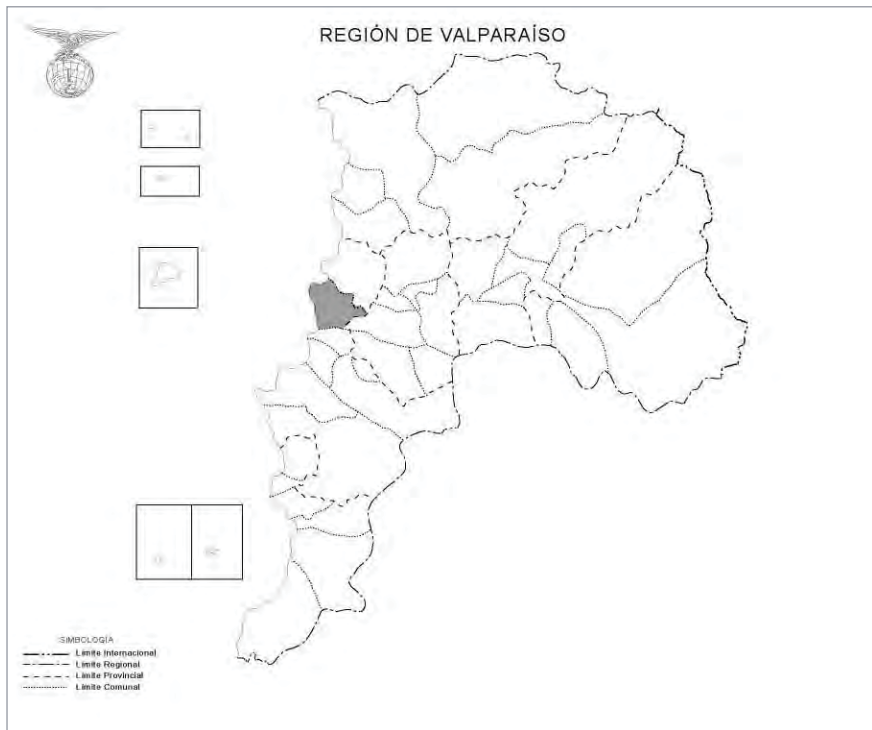 REGIÓN DE VALPARAÍSO
SIMBOLOGÍA
Límite Internacional
Límite Regional
Límite Provincial
Límite Comunal